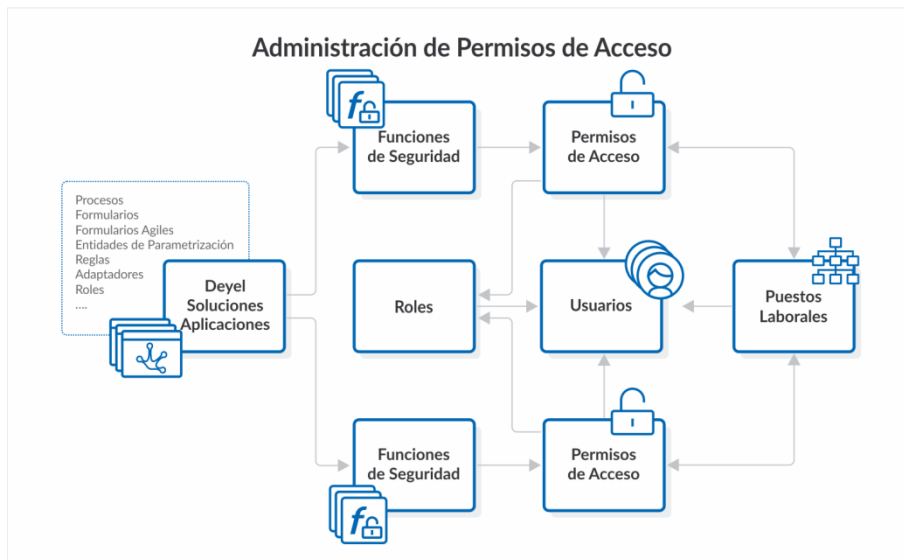 Administración de Permisos de Acceso
f
Funciones
de Seguridad
Permisos
de Acceso
Procesos
Formularios
Formularios Agiles
Entidades de Parametrización
Reglas
Adaptadores
Roles
....
Deyel
Soluciones
Aplicaciones
Roles
Usuarios
Puestos
Laborales
Funciones
de Seguridad
f
Permisos
de Acceso